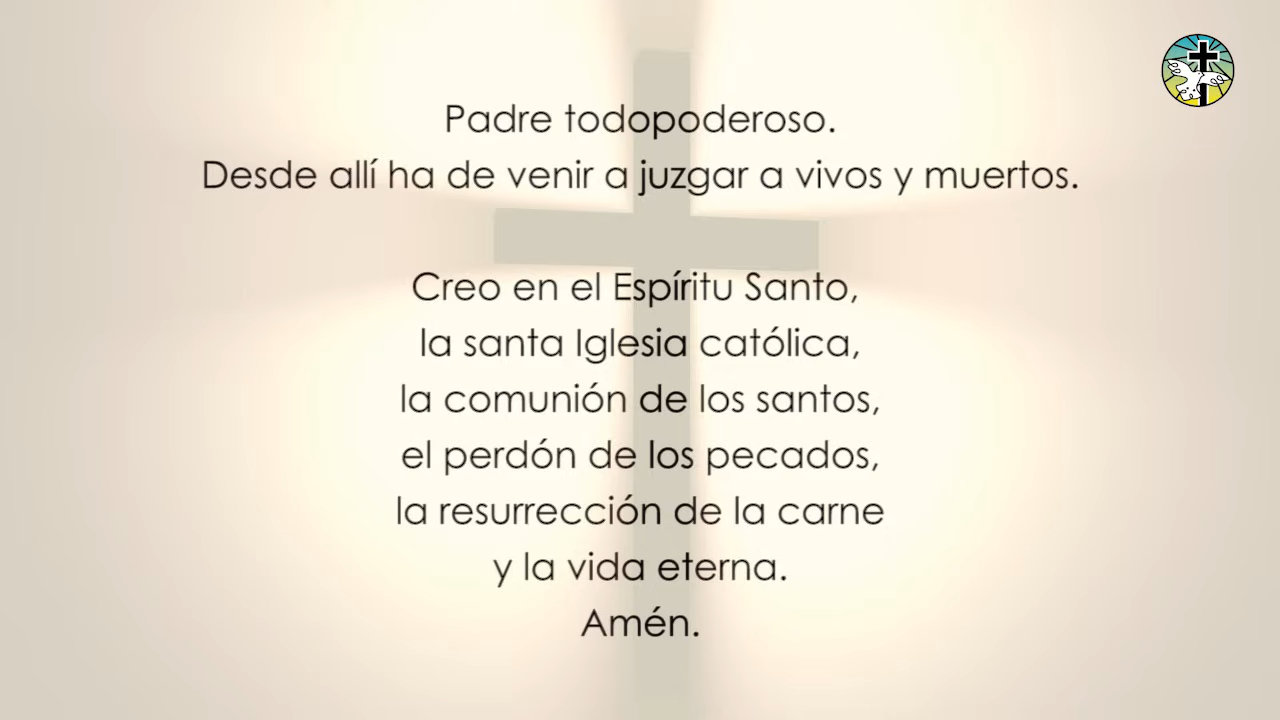 Padre todopoderoso.
Desde allí ha de venir a juzgar a vivos y muertos.
Creo en el Espíritu Santo,
la santa Iglesia católica,
la comunión de los santos,
el perdón de los pecados,
la resurrección de la carne
y la vida eterna.
Amén.